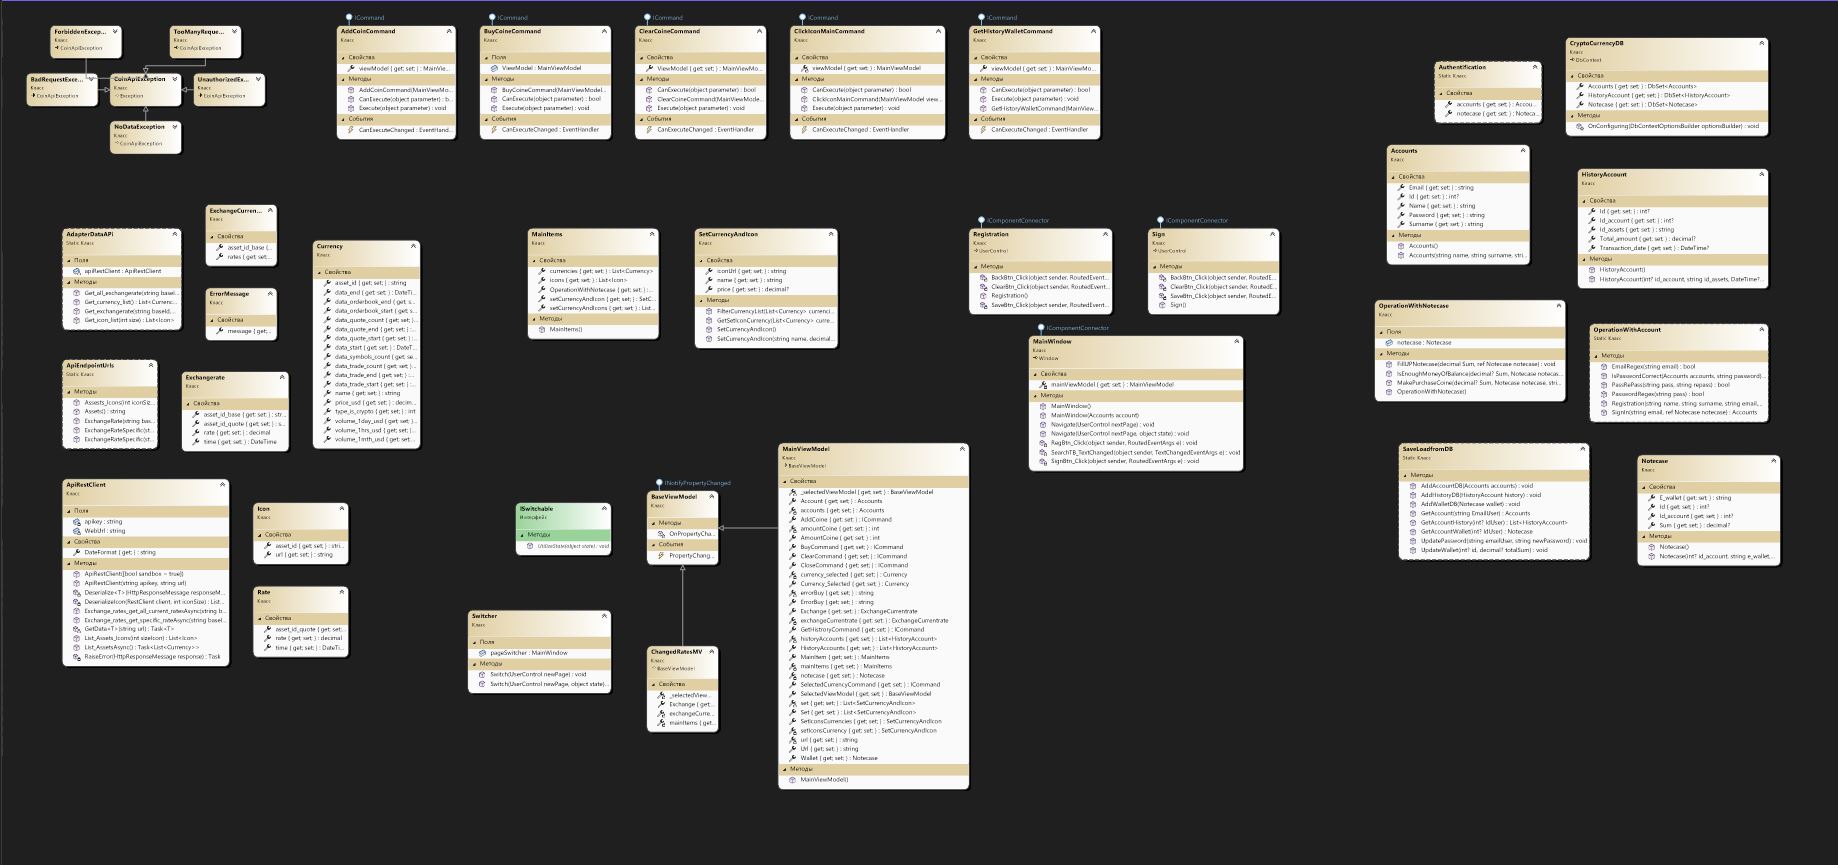 ForbiddenExcep...
Класс
CoinApiException
TooManyReque...
Класс
CoinApiException
BadRequestExce...
Класс
CoinApiException
CoinApiException
Класс
Exception
UnauthorizedEx...
Класс
CoinApiException
NoDataException
Класс
CoinApiException
ICommand
AddCoinCommand
Класс
Свойства
viewModel { get; set; } : MainVie...
Методы
AddCoinCommand(MainViewMo...
CanExecute(object parameter) : b...
Execute(object parameter) : void
События
CanExecuteChanged : EventHand...
ICommand
BuyCoineCommand
Класс
Поля
ViewModel : MainViewModel
Методы
BuyCoineCommand(MainViewModel...
CanExecute(object parameter) : bool
Execute(object parameter) : void
События
CanExecuteChanged : EventHandler
ICommand
ClearCoineCommand
Класс
Свойства
ViewModel { get; set; } : MainViewMo...
Методы
CanExecute(object parameter) : bool
ClearCoineCommand(MainViewMode...
Execute(object parameter) : void
События
CanExecuteChanged : EventHandler
ICommand
ClickIconMainCommand
Класс
Свойства
viewModel { get; set; } : MainViewModel
Методы
CanExecute(object parameter) : bool
ClickIconMainCommand(MainViewModel view...
Execute(object parameter) : void
События
CanExecuteChanged : EventHandler
ICommand
GetHistoryWalletCommand
Класс
Свойства
viewModel { get; set; } : MainViewMo...
Методы
CanExecute(object parameter) : bool
Execute(object parameter) : void
GetHistoryWalletCommand(MainView...
События
CanExecuteChanged : EventHandler
Authentification
Static Класс
Свойства
accounts { get; set; } : Accou...
notecase { get; set; } : Noteca...
CryptoCurrencyDB
Класс
DbContext
Свойства
Accounts { get; set; } : DbSet<Accounts>
HistoryAccount { get; set; } : DbSet<HistoryAccount>
Notecase { get; set; } : DbSet<Notecase>
Методы
OnConfiguring(DbContextOptionsBuilder optionsBuilder) : void
Accounts
Класс
Свойства
Email { get; set; } : string
Id { get; set; } : int?
Name { get; set; } : string
Password { get; set; } : string
Surname { get; set; } : string
Методы
Accounts()
Accounts(string name, string surname, stri...
HistoryAccount
Класс
Свойства
Id { get; set; } : int?
Id_account { get; set; } : int?
Id_assets { get; set; } : string
Total_amount { get; set; } : decimal?
Transaction_date { get; set; } : DateTime?
Методы
HistoryAccount()
HistoryAccount(int? id_account, string id_assets, DateTime?...
AdapterDataApi
Static Класс
Поля
apiRestClient : ApiRestClient
Методы
Get_all_exchangerate(string basel...
Get_currency_list() : List<Currenc...
Get_exchangerate(string baseId,...
Get_icon_list(int size) : List<Icon>
ExchangeCurren...
Класс
Свойства
asset_id_base {...
rates { get; set;...
ErrorMessage
Класс
Свойства
message { get;...
Currency
Класс
Свойства
asset_id { get; set; } : string
data_end { get; set; } : DateTi...
data_orderbook_end { get; s...
data_orderbook_start { get; s...
data_quote_count { get; set; }...
data_quote_end { get; set; } :...
data_quote_start { get; set; } :...
data_start { get; set; } : DateT...
data_symbols_count { get; se...
data_trade_count { get; set; }...
data_trade_end { get; set; } :...
data_trade_start { get; set; } :...
name { get; set; } : string
price_usd { get; set; } : decim...
type_is_crypto { get; set; } : int
volume_1day_usd { get; set; }...
volume_1hrs_usd { get; set; }...
volume_1mth_usd { get; set;...
MainItems
Класс
Свойства
currencies { get; set; } : List<Currency>
icons { get; set; } : List<Icon>
OperationWithNotecase { get; set; } :...
setCurrencyAndIcon { get; set; } : SetC...
setCurrencyAndIcons { get; set; } : List...
Методы
MainItems()
SetCurrencyAndIcon
Класс
Свойства
iconUrl { get; set; } : string
name { get; set; } : string
price { get; set; } : decimal?
Методы
FilterCurrencyList(List<Currency> currenci...
GetSetIconCurrency(List<Currency> curre...
SetCurrencyAndIcon()
SetCurrencyAndIcon(string name, decimal...
IComponentConnector
Registration
Класс
UserControl
Методы
BackBtn_Click(object sender, RoutedEvent...
ClearBtn_Click(object sender, RoutedEvent...
Registration()
SaveBtn_Click(object sender, RoutedEvent...
IComponentConnector
Sign
Класс
UserControl
Методы
BackBtn_Click(object sender, RoutedE...
ClearBtn_Click(object sender, RoutedE...
SaveBtn_Click(object sender, RoutedE...
Sign()
IComponentConnector
MainWindow
Класс
Window
Свойства
mainViewModel { get; set; } : MainViewModel
Методы
MainWindow()
MainWindow(Accounts account)
Navigate(UserControl nextPage) : void
Navigate(UserControl nextPage, object state) : void
RegBtn_Click(object sender, RoutedEventArgs e) : void
SearchTB_TextChanged(object sender, TextChangedEventArgs e) : void
SignBtn_Click(object sender, RoutedEventArgs e) : void
OperationWithNotecase
Класс
Поля
notecase : Notecase
Методы
FillUPNotecase(decimal Sum, ref Notecase notecase) : void
IsEnoughMoneyOfBalance(decimal? Sum, Notecase notecas...
MakePurchaseCoine(decimal? Sum, Notecase notecase, stri...
OperationWithNotecase()
OperationWithAccount
Static Класс
Методы
EmailRegex(string email) : bool
IsPasswordCorrect(Accounts accounts, string password)...
PassRePass(string pass, string repass) : bool
PasswordRegex(string pass) : bool
Registration(string name, string surname, string email,...
SignIn(string email, ref Notecase notecase) : Accounts
ApiEndpointUrls
Static Класс
Методы
Assests_Icons(int iconSiz...
Assets() : string
ExchangeRate(string bas...
ExchangeRateSpecific(st...
ExchangeRateSpecific(st...
Exchangerate
Класс
Свойства
asset_id_base { get; set; } : str...
asset_id_quote { get; set; } : s...
rate { get; set; } : decimal
time { get; set; } : DateTime
ApiRestClient
Класс
Поля
apikey : string
WebUrl : string
Свойства
DateFormat { get; } : string
Методы
ApiRestClient([bool sandbox = true])
ApiRestClient(string apikey, string url)
Deserialize<T>(HttpResponseMessage responseM...
DeserializeIcon(RestClient client, int iconSize) : List...
Exchange_rates_get_all_current_ratesAsync(string b...
Exchange_rates_get_specific_rateAsync(string basel...
GetData<T>(string url) : Task<T>
List_Assets_Icons(int sizeIcon) : List<Icon>
List_AssetsAsync() : Task<List<Currency>>
RaiseError(HttpResponseMessage response) : Task
Icon
Класс
Свойства
asset_id { get; set; } : stri...
url { get; set; } : string
Rate
Класс
Свойства
asset_id_quote { get; set;...
rate { get; set; } : decimal
time { get; set; } : DateTi...
ISwitchable
Интерфейс
Методы
UtilizeState(object state) : void
Switcher
Класс
Поля
pageSwitcher : MainWindow
Методы
Switch(UserControl newPage) : void
Switch(UserControl newPage, object state)...
INotifyPropertyChanged
BaseViewModel
Класс
Методы
OnPropertyCha...
События
PropertyChang...
ChangedRatesMV
Класс
BaseViewModel
Свойства
_selectedView...
Exchange { get;...
exchangeCurre...
mainItems { get...
MainViewModel
Класс
BaseViewModel
Свойства
_selectedViewModel { get; set; } : BaseViewModel
Account { get; set; } : Accounts
accounts { get; set; } : Accounts
AddCoine { get; set; } : ICommand
amountCoine { get; set; } : int
AmountCoine { get; set; } : int
BuyCommand { get; set; } : ICommand
ClearCommand { get; set; } : ICommand
CloseCommand { get; set; } : ICommand
currency_selected { get; set; } : Currency
Currency_Selected { get; set; } : Currency
errorBuy { get; set; } : string
ErrorBuy { get; set; } : string
Exchange { get; set; } : ExchangeCurrentrate
exchangeCurrentrate { get; set; } : ExchangeCurrentrate
GetHistroryCommand { get; set; } : ICommand
historyAccounts { get; set; } : List<HistoryAccount>
HistoryAccounts { get; set; } : List<HistoryAccount>
MainItem { get; set; } : MainItems
mainItems { get; set; } : MainItems
notecase { get; set; } : Notecase
SelectedCurrencyCommand { get; set; } : ICommand
SelectedViewModel { get; set; } : BaseViewModel
set { get; set; } : List<SetCurrencyAndIcon>
Set { get; set; } : List<SetCurrencyAndIcon>
SetIconsCurrencies { get; set; } : SetCurrencyAndIcon
setIconsCurrency { get; set; } : SetCurrencyAndIcon
url { get; set; } : string
Url { get; set; } : string
Wallet { get; set; } : Notecase
Методы
MainViewModel()
SaveLoadfromDB
Static Класс
Методы
AddAccountDB(Accounts accounts) : void
AddHistoryDB(HistoryAccount history) : void
AddWalletDB(Notecase wallet) : void
GetAccount(string EmailUser) : Accounts
GetAccountHistory(int? IdUser) : List<HistoryAccount>
GetAccountWallet(int? IdUser) : Notecase
UpdatePassword(string emailUser, string newPassword) : void
UpdateWallet(int? id, decimal? totalSum) : void
Notecase
Класс
Свойства
E_wallet { get; set; } : string
Id { get; set; } : int?
Id_account { get; set; } : int?
Sum { get; set; } : decimal?
Методы
Notecase()
Notecase(int? id_account, string e_wallet,...